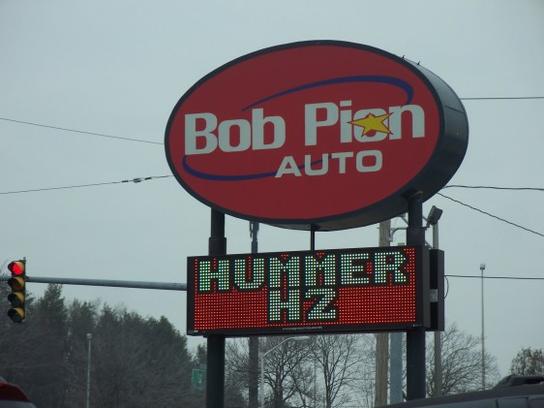 Bob Pion
AUTO
HUMMER
H2